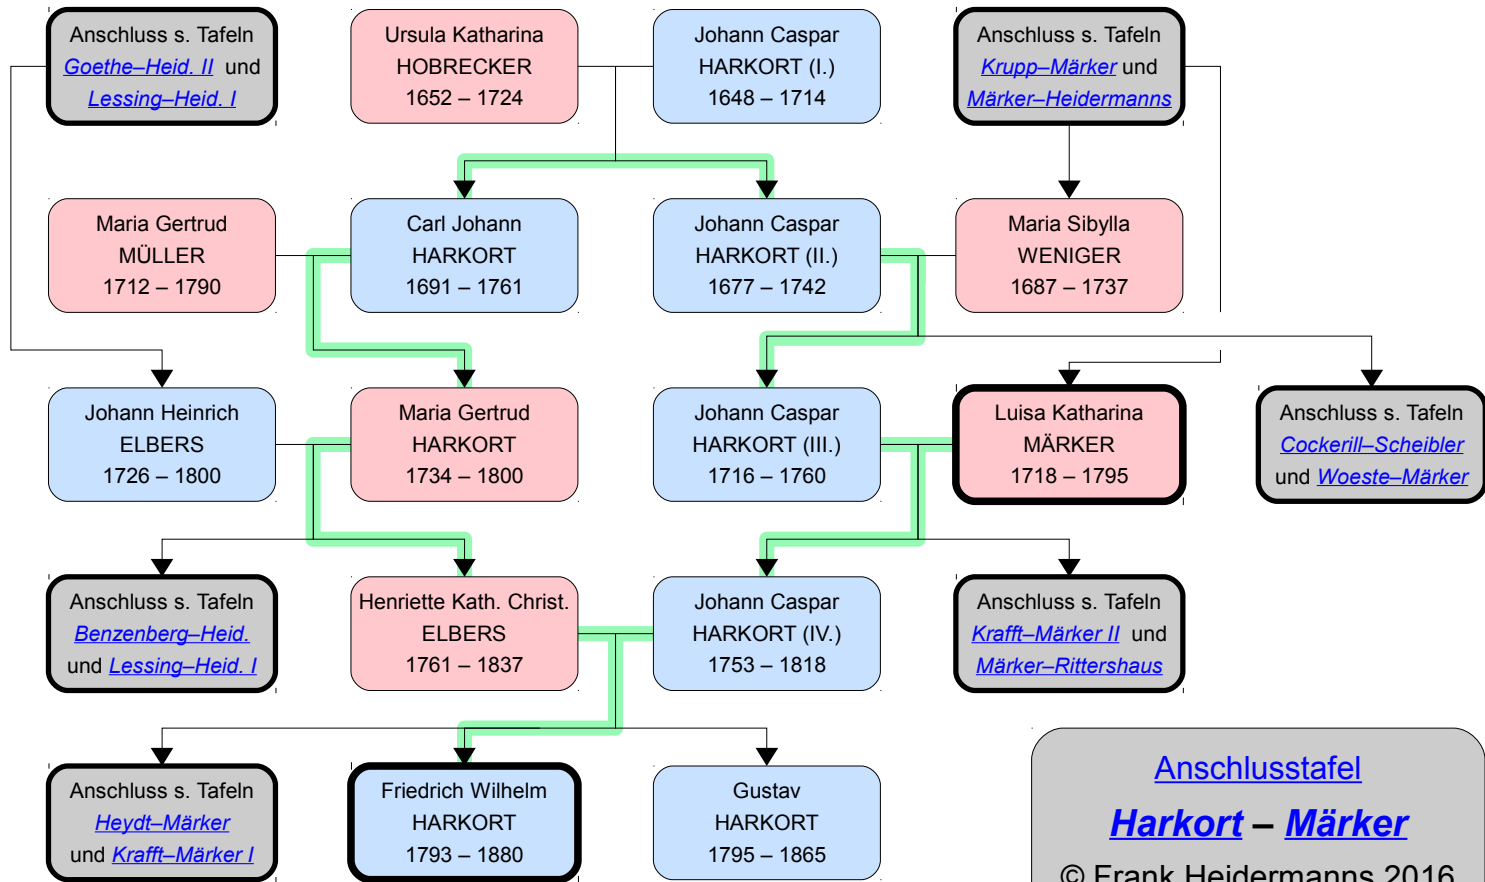 Anschluss s. Tafeln
Goethe–Heid. II und
Lessing–Heid. I
Ursula Katharina
HOBRECKER
1652 – 1724
Johann Caspar
HARKORT (I.)
1648 – 1714
Anschluss s. Tafeln
Krupp–Märker und
Märker–Heidermanns
Maria Gertrud
MÜLLER
1712 – 1790
Carl Johann
HARKORT
1691 – 1761
Johann Caspar
HARKORT (II.)
1677 – 1742
Maria Sibylla
WENIGER
1687 – 1737
Johann Heinrich
ELBERS
1726 – 1800
Maria Gertrud
HARKORT
1734 – 1800
Johann Caspar
HARKORT (III.)
1716 – 1760
Luisa Katharina
MÄRKER
1718 – 1795
Anschluss s. Tafeln
Cockerill–Scheibler
und Woeste–Märker
Anschluss s. Tafeln
Benzenberg–Heid.
und Lessing–Heid. I
Henriette Kath. Christ.
ELBERS
1761 – 1837
Johann Caspar
HARKORT (IV.)
1753 – 1818
Anschluss s. Tafeln
Krafft–Märker II und
Märker–Rittershaus
Anschluss s. Tafeln
Heydt–Märker
und Krafft–Märker I
Friedrich Wilhelm
HARKORT
1793 – 1880
Gustav
HARKORT
1795 – 1865
Anschlusstafel
Harkort – Märker
© Frank Heidermanns 2016